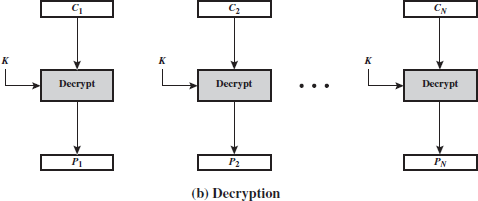 C1 C2 CN
K K K
Decrypt Decrypt • • • Decrypt
P1 P2 PN
(b) Decryption